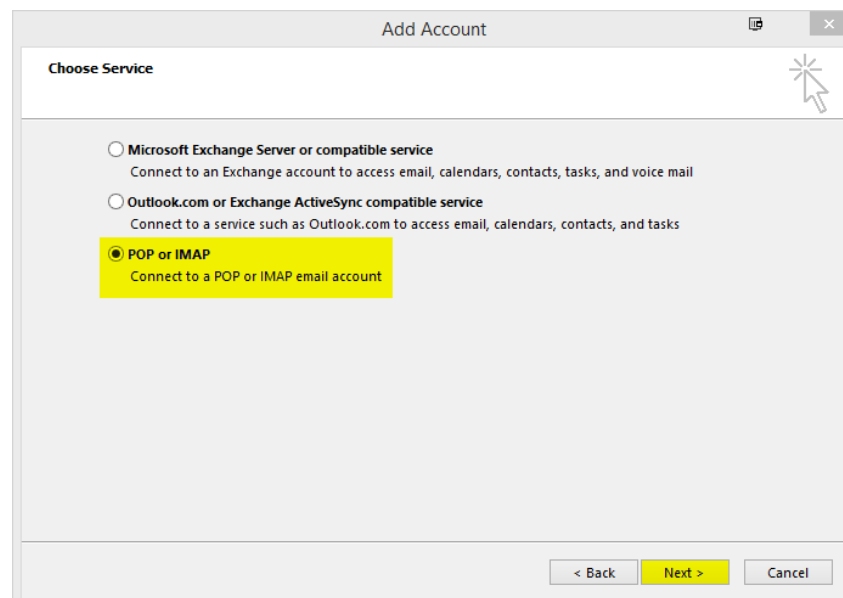 Add Account
Choose Service
Microsoft Exchange Server or compatible service
Connect to an Exchange account to access email, calendars, contacts, tasks, and voice mail
Outlook.com or Exchange ActiveSync compatible service
Connect to a service such as Outlook.com to access email, calendars, contacts, and tasks
POP or IMAP
Connect to a POP or IMAP email account
< Back Next > Cancel